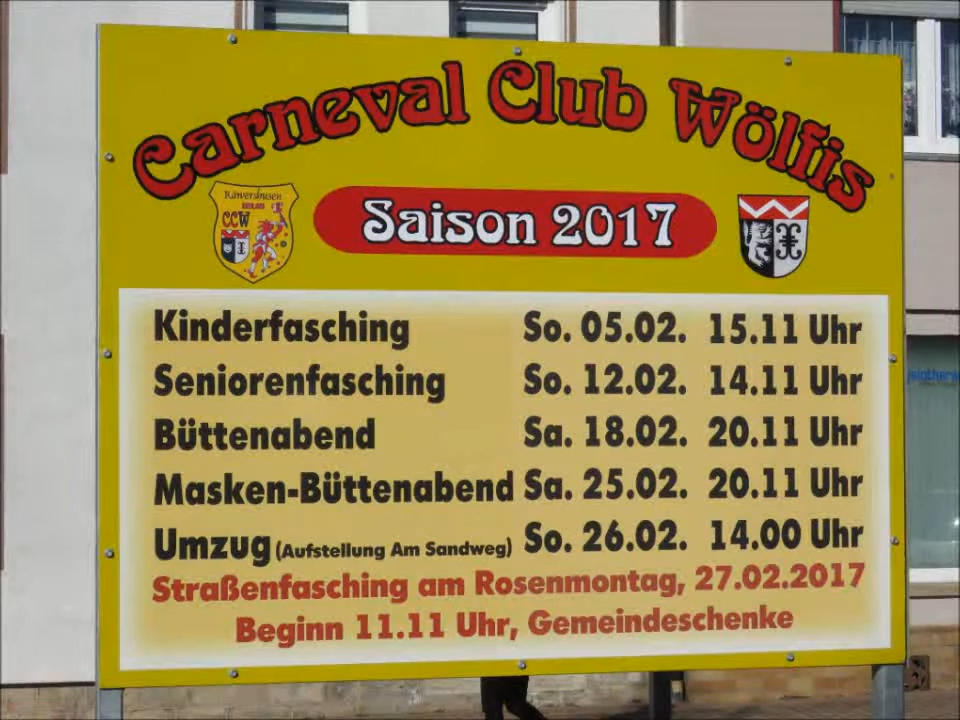 Carneval Club Wölfis
CCW
Saison 2017
Kinderfasching So. 05.02. 15.11 Uhr
Seniorenfasching So. 12.02. 14.11 Uhr
Büttenabend Sa. 18.02. 20.11 Uhr
Masken-Büttenabend Sa. 25.02. 20.11 Uhr
Umzug (Aufstellung Am Sandweg) So. 26.02. 14.00 Uhr
Straßenfasching am Rosenmontag, 27.02.2017
Beginn 11.11 Uhr, Gemeindeschenke